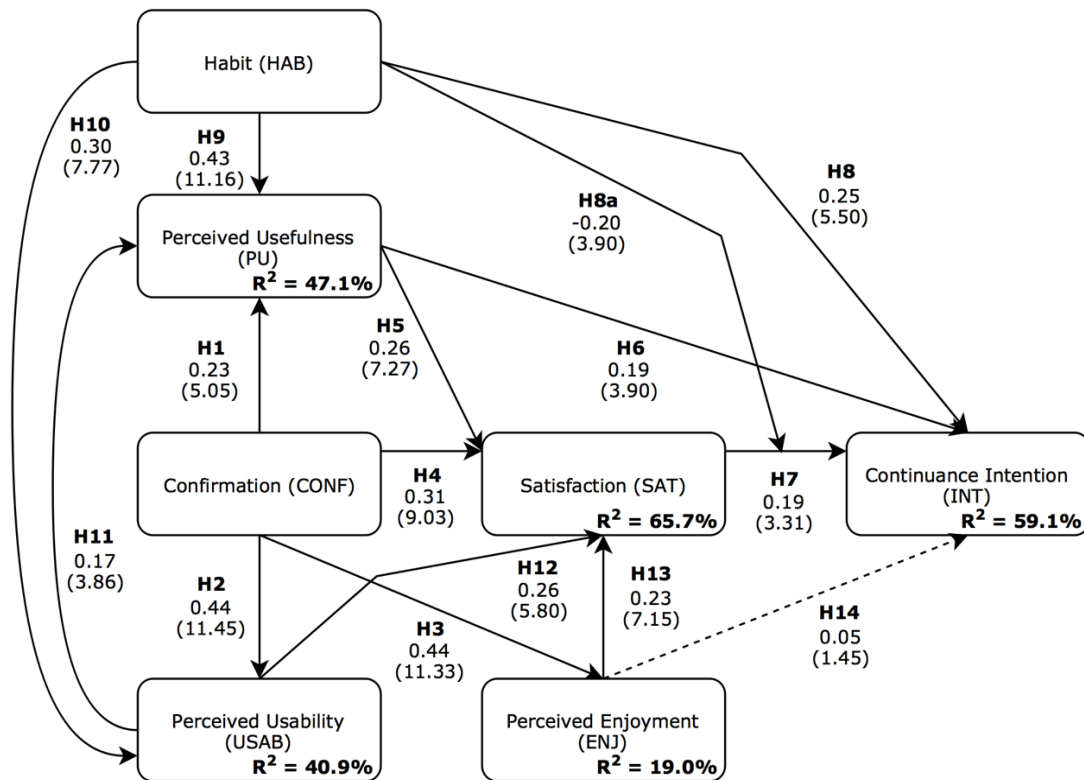 Habit (HAB)
H10
0.30
(7.77)
H9
0.43
(11.16)
H8a
-0.20
(3.90)
H8
0.25
(5.50)
Perceived Usefulness
(PU)
R² = 47.1%
H1
0.23
(5.05)
H5
0.26
(7.27)
H6
0.19
(3.90)
Confirmation (CONF)
H4
0.31
(9.03)
Satisfaction (SAT)
R² = 65.7%
H7
0.19
(3.31)
Continuance Intention
(INT)
R² = 59.1%
H11
0.17
(3.86)
H2
0.44
(11.45)
H3
0.44
(11.33)
H12
0.26
(5.80)
H13
0.23
(7.15)
H14
0.05
(1.45)
Perceived Usability
(USAB)
R² = 40.9%
Perceived Enjoyment
(ENJ)
R² = 19.0%